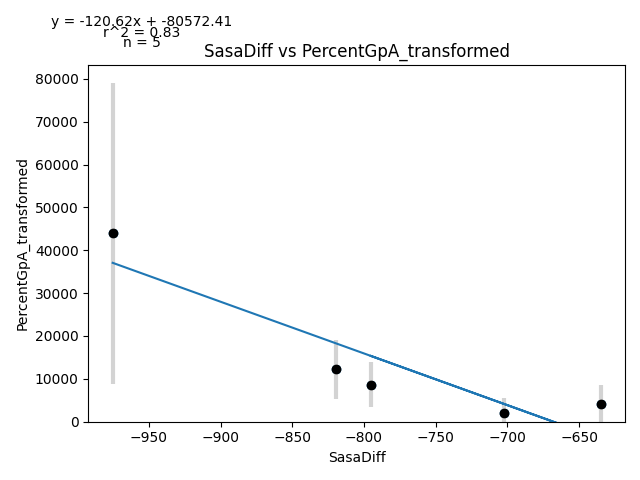 y = -120.62x + -80572.41
r^2 = 0.83
n = 5
SasaDiff vs PercentGpA_transformed
80000
70000
60000
50000
40000
30000
20000
10000
0
PercentGpA_transformed
−950 −900 −850 −800 −750 −700 −650
SasaDiff